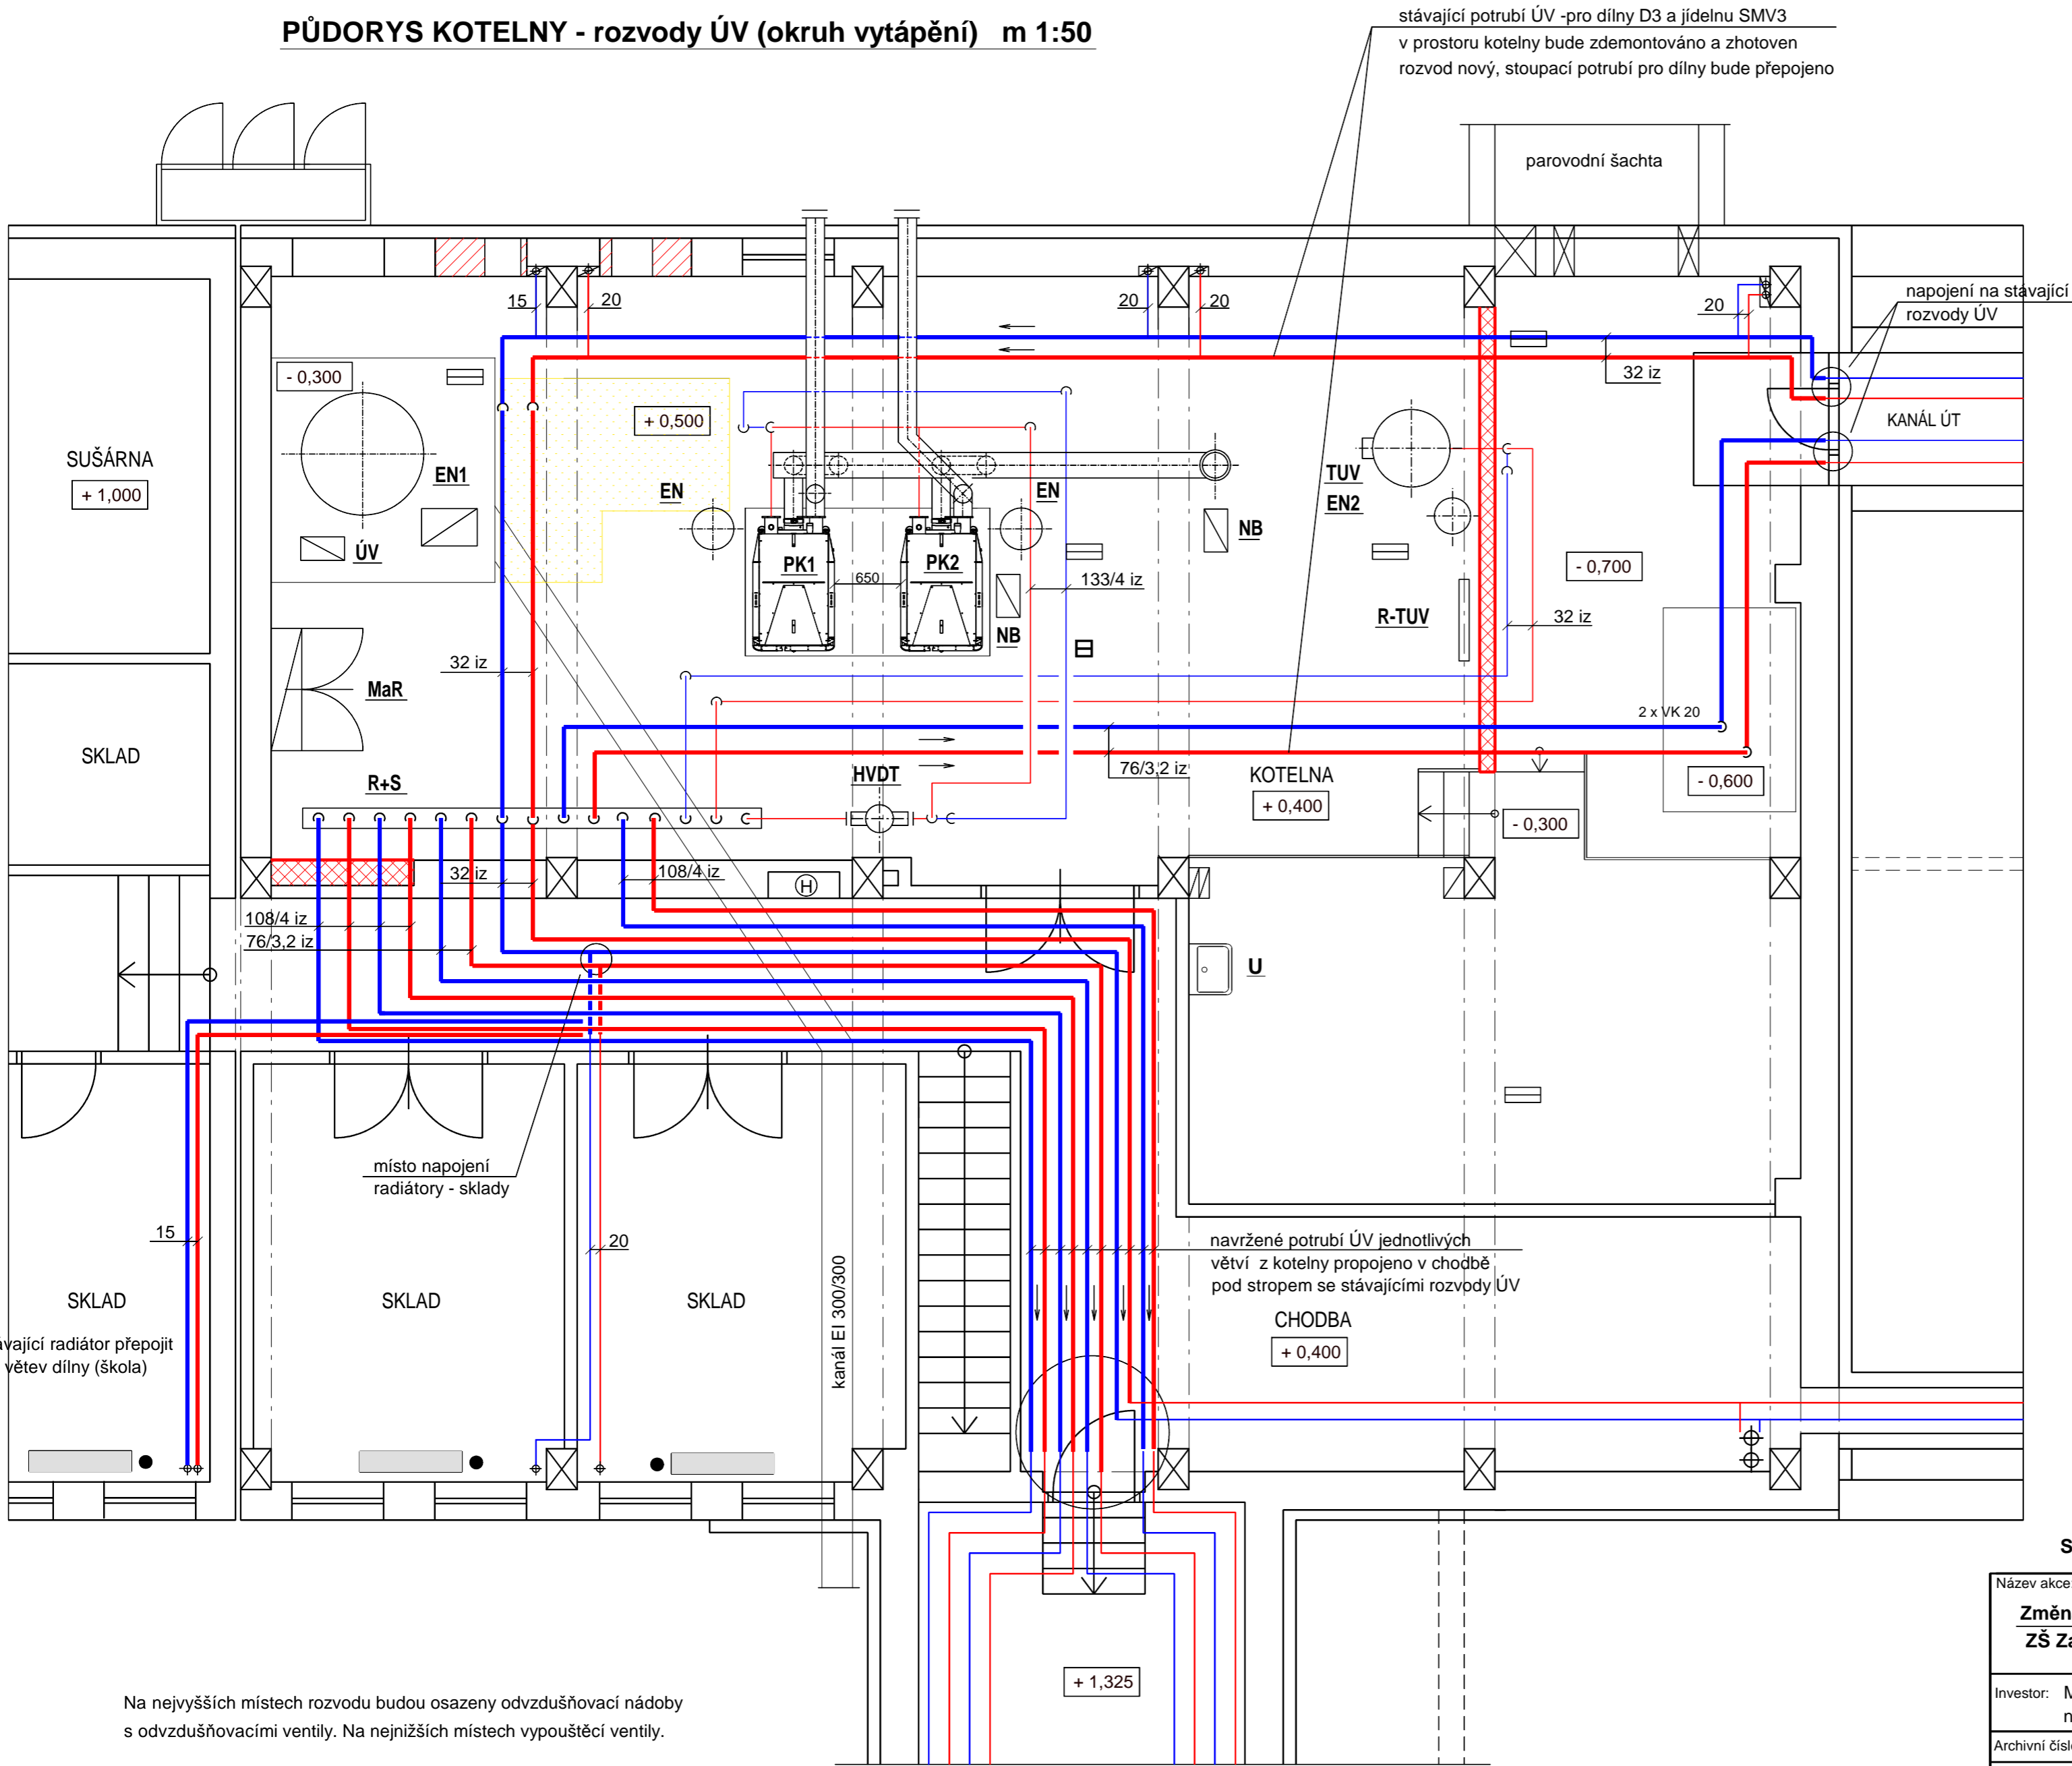 PŮDORYS KOTELNY - rozvody ÚV (okruh vytápění) m 1:50
stávající potrubí ÚV -pro dílny D3 a jídelnu SMV3
v prostoru kotelny bude zdemontováno a zhotoven
rozvod nový, stoupací potrubí pro dílny bude přepojeno
parovodní šachta
napojení na stávající
rozvody ÚV
15
20
20
20
20
32 iz
- 0,300
+ 0,500
KANÁL ÚT
SUŠÁRNA
+ 1,000
EN1
EN
EN
TUV
EN2
NB
ÚV
PK1
650
PK2
133/4 iz
- 0,700
NB
R-TUV
32 iz
32 iz
MaR
2 x VK 20
SKLAD
R+S
HVDT
76/3,2 iz
KOTELNA
+ 0,400
- 0,600
- 0,300
32 iz
108/4 iz
H
108/4 iz
76/3,2 iz
U
místo napojení
radiátory - sklady
15
20
navržené potrubí ÚV jednotlivých
větví z kotelny propojeno v chodbě
pod stropem se stávajícími rozvody ÚV
kanál El 300/300
SKLAD
SKLAD
SKLAD
CHODBA
+ 0,400
ávající radiátor přepojit
větev dílny (škola)
S
Název akce
Změn
ZŠ Za
+ 1,325
Investor: M
n
Na nejvyšších místech rozvodu budou osazeny odvzdušňovací nádoby
s odvzdušňovacími ventily. Na nejnižších místech vypouštěcí ventily.
Archivní čísl